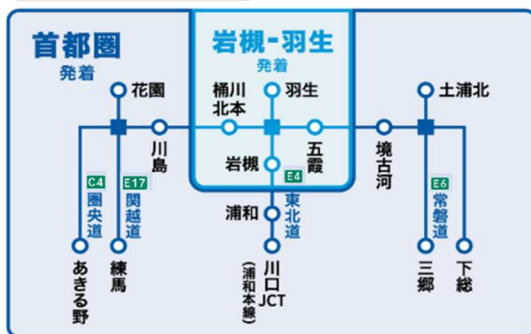 首都圏
発着
岩槻-羽生
発着
花園
桶川
北本
羽生
土浦北
川島
岩槻
五霞
境古河
C4
圏央道
E17
関越道
E4
東北道
E6
常磐道
浦和
あきる野
練馬
川口
JCT
(浦和本線)
三郷
下総